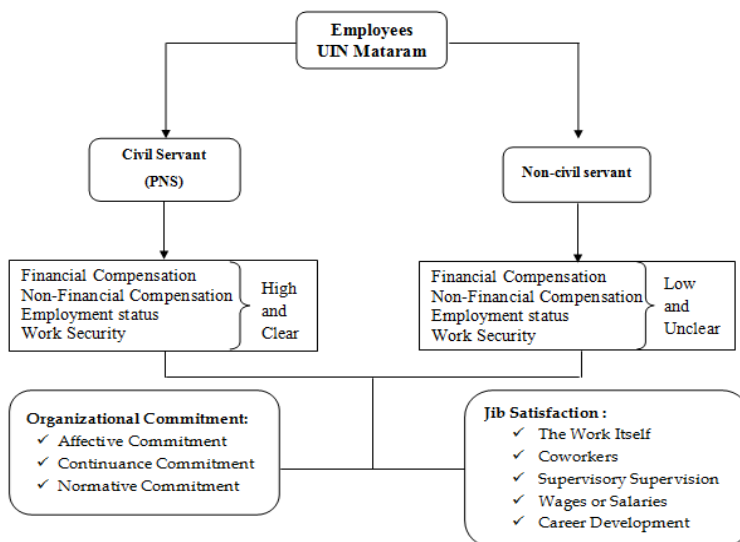 Employees
UIN Mataram
Civil Servant
(PNS)
Non-civil servant
Financial Compensation
Non-Financial Compensation
Employment status
Work Security
High
and
Clear
Financial Compensation
Non-Financial Compensation
Employment status
Work Security
Low
and
Unclear
Organizational Commitment:
✓ Affective Commitment
✓ Continuance Commitment
✓ Normative Commitment
Jib Satisfaction :
✓ The Work Itself
✓ Coworkers
✓ Supervisory Supervision
✓ Wages or Salaries
✓ Career Development